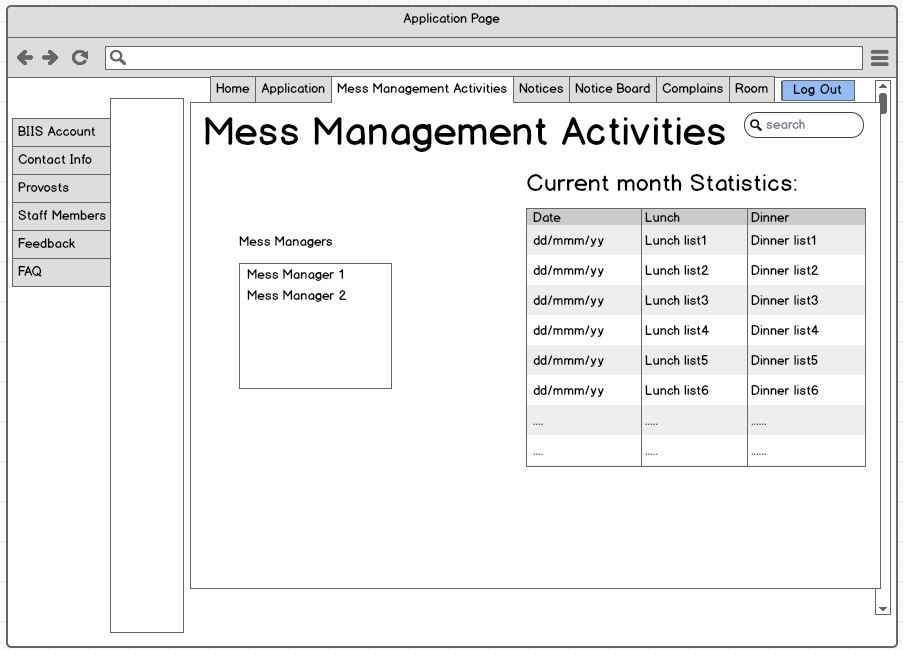 Application Page
Home Application Mess Management Activities Notices Notice Board Complains Room Log Out
BIIS Account
Contact Info
Provosts
Staff Members
Feedback
FAQ
Mess Management Activities
search
Mess Managers
Mess Manager 1
Mess Manager 2
Current month Statistics:
Date Lunch Dinner
dd/mmm/yy Lunch list1 Dinner list1
dd/mmm/yy Lunch list2 Dinner list2
dd/mmm/yy Lunch list3 Dinner list3
dd/mmm/yy Lunch list4 Dinner list4
dd/mmm/yy Lunch list5 Dinner list5
dd/mmm/yy Lunch list6 Dinner list6
.... ..... ......
.... ..... ......